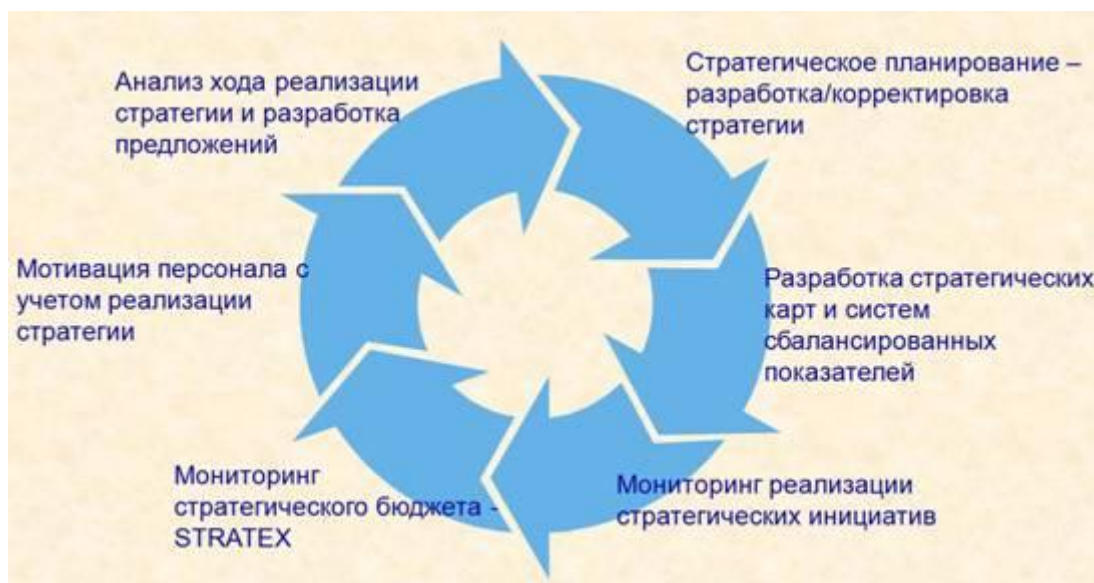 Анализ хода реализации
стратегии и разработка
предложений
Стратегическое планирование –
разработка/корректировка
стратегии
Мотивация персонала с
учетом реализации
стратегии
Разработка стратегических
карт и систем
сбалансированных
показателей
Мониторинг
стратегического бюджета -
STRATEX
Мониторинг реализации
стратегических инициатив